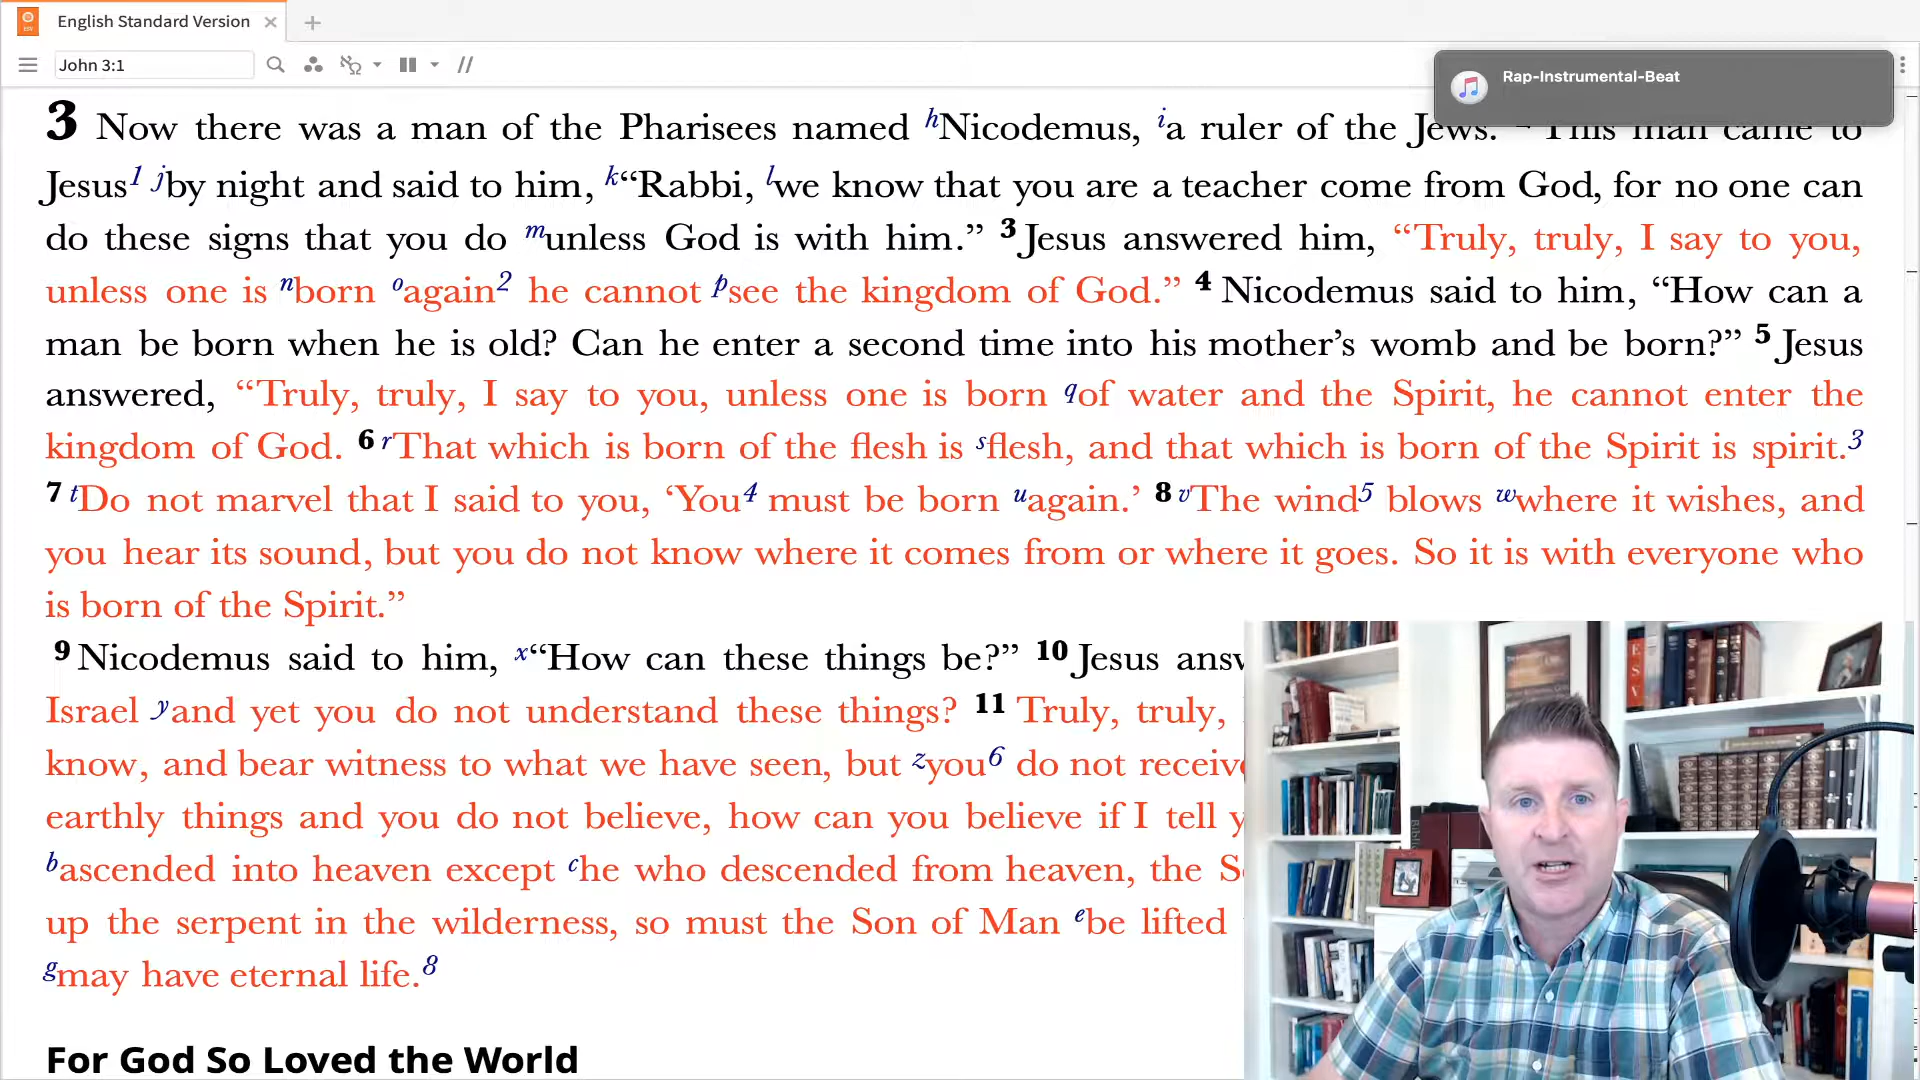 English Standard Version
John 3:1
Rap-Instrumental-Beat
3 Now there was a man of the Pharisees named hNicodemus, ia ruler of the Jews. This man came to
Jesus1 jby night and said to him, k“Rabbi, lwe know that you are a teacher come from God, for no one can
do these signs that you do munless God is with him.” 3 Jesus answered him, “Truly, truly, I say to you,
unless one is nborn oagain2 he cannot psee the kingdom of God.” 4 Nicodemus said to him, “How can a
man be born when he is old? Can he enter a second time into his mother’s womb and be born?” 5 Jesus
answered, “Truly, truly, I say to you, unless one is born qof water and the Spirit, he cannot enter the
kingdom of God. 6 rThat which is born of the flesh is sflesh, and that which is born of the Spirit is spirit.3
7 tDo not marvel that I said to you, ‘You4 must be born uagain.’ 8 vThe wind5 blows wwhere it wishes, and
you hear its sound, but you do not know where it comes from or where it goes. So it is with everyone who
is born of the Spirit.”
9 Nicodemus said to him, x“How can these things be?” 10 Jesus answ
Israel yand yet you do not understand these things? 11 Truly, truly,
know, and bear witness to what we have seen, but zyou6 do not receiv
earthly things and you do not believe, how can you believe if I tell y
bascended into heaven except che who descended from heaven, the S
up the serpent in the wilderness, so must the Son of Man ebe lifted
gmay have eternal life.8
For God So Loved the World